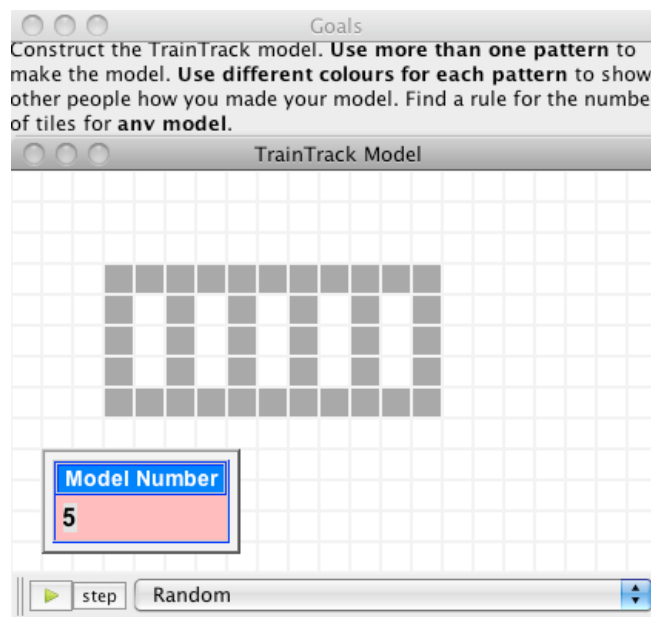 Goals
Construct the TrainTrack model. Use more than one pattern to
make the model. Use different colours for each pattern to show
other people how you made your model. Find a rule for the numbe
of tiles for any model.
TrainTrack Model
Model Number
5
step
Random